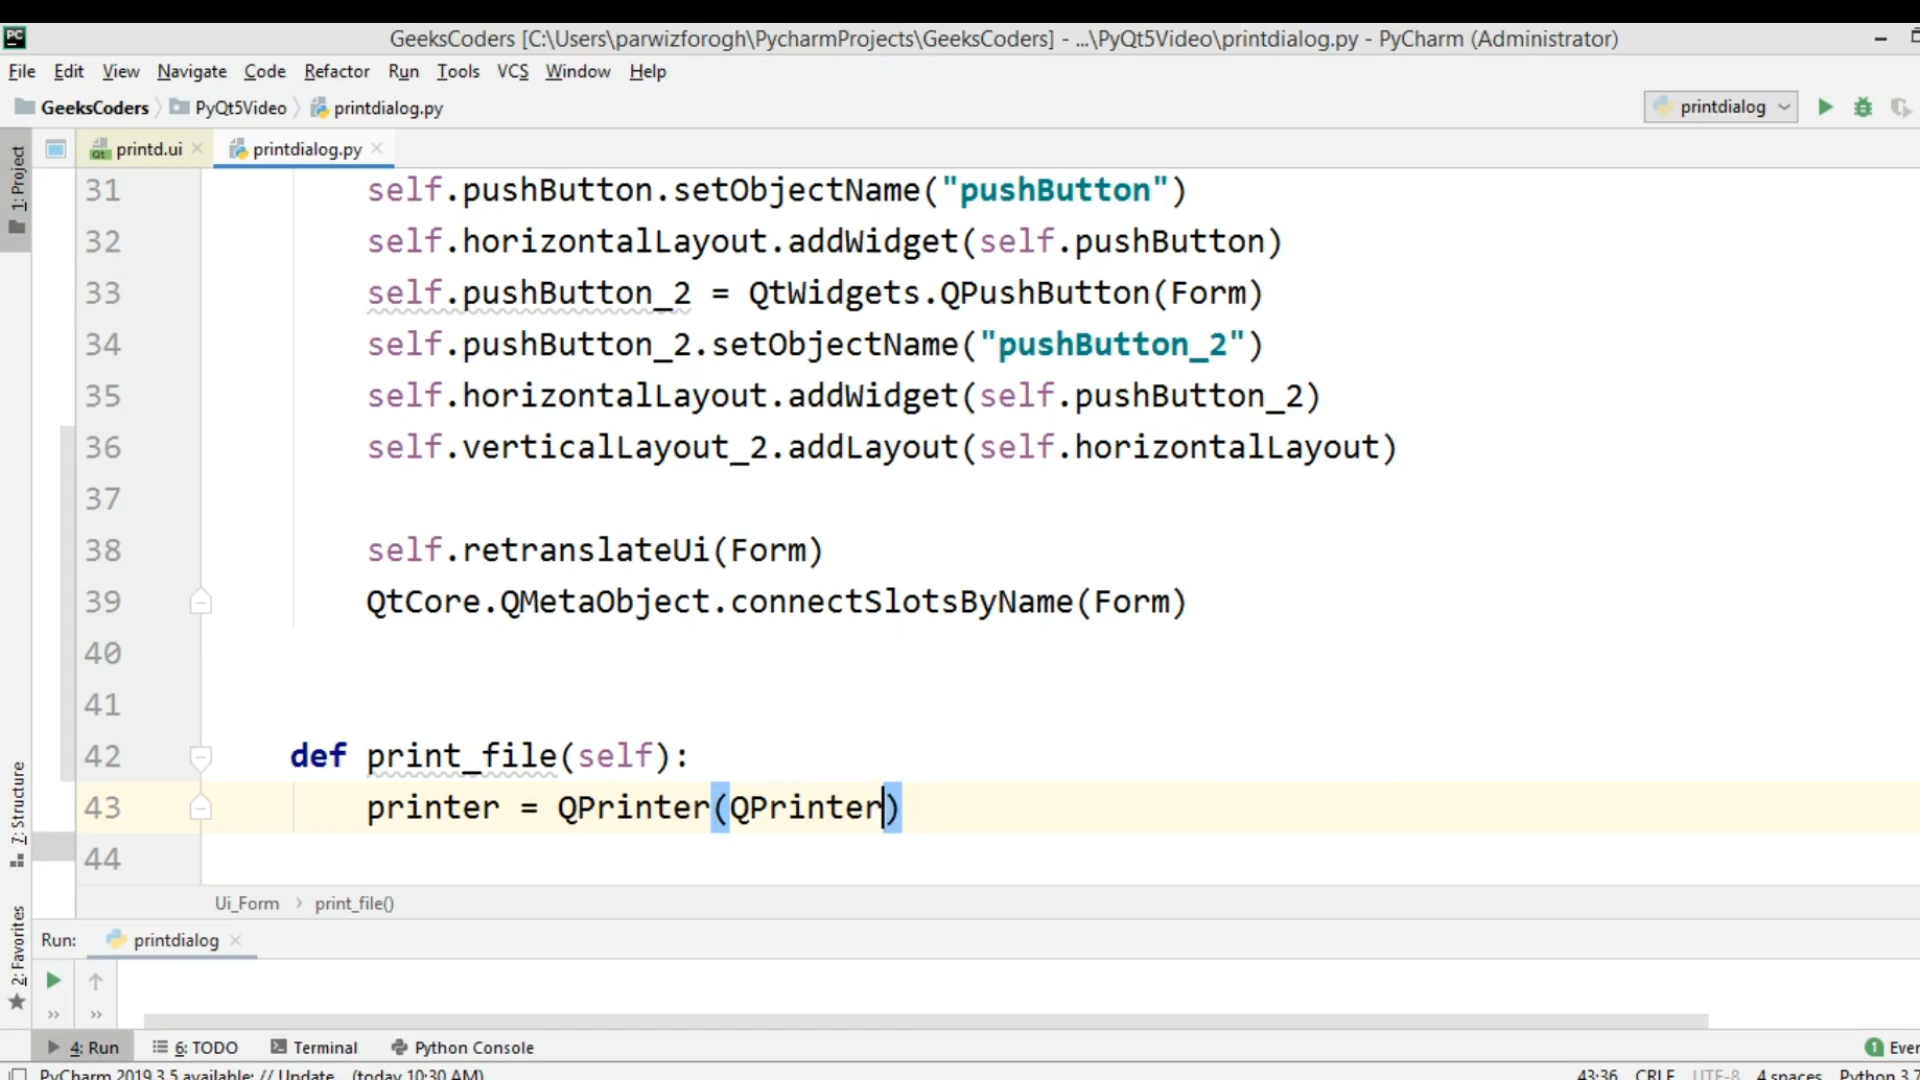 PC GeeksCoders [C:\Users\parwizforogh\PycharmProjects\GeeksCoders] - ...\PyQt5Video\printdialog.py - PyCharm (Administrator)
File Edit View Navigate Code Refactor Run Tools VCS Window Help
GeeksCoders PyQt5Video printdialog.py printdialog
1: Project
printd.ui printdialog.py
31 self.pushButton.setObjectName("pushButton")
32 self.horizontalLayout.addWidget(self.pushButton)
33 self.pushButton_2 = QtWidgets.QPushButton(Form)
34 self.pushButton_2.setObjectName("pushButton_2")
35 self.horizontalLayout.addWidget(self.pushButton_2)
36 self.verticalLayout_2.addLayout(self.horizontalLayout)
37
38 self.retranslateUi(Form)
39 QtCore.QMetaObject.connectSlotsByName(Form)
40
41
42 def print_file(self):
43 printer = QPrinter(QPrinter)
44
7: Structure
Ui_Form › print_file()
2: Favorites
Run: printdialog
4: Run 6: TODO Terminal Python Console 1
PyCharm 2019.3.5 available: // Update... (today 10:30 AM) 43:36 CRLF UTF-8 4 spaces Python 3.7